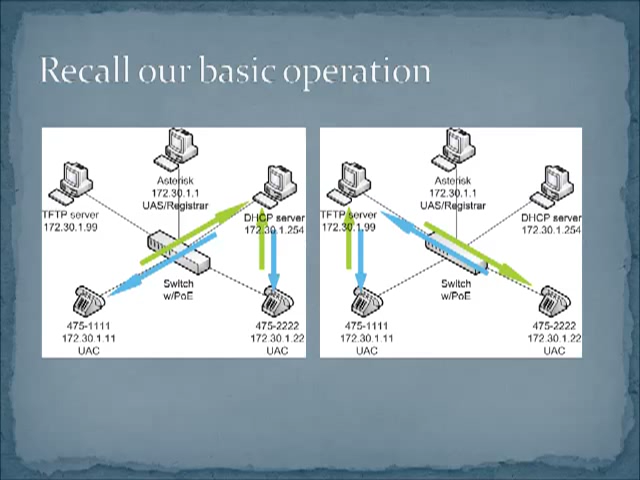 Recall our basic operation
Asterisk
172.30.1.1
UAS/Registrar
TFTP server
172.30.1.99
DHCP server
172.30.1.254
Switch
w/PoE
475-1111
172.30.1.11
UAC
475-2222
172.30.1.22
UAC
Asterisk
172.30.1.1
UAS/Registrar
TFTP server
172.30.1.99
DHCP server
172.30.1.254
Switch
w/PoE
475-1111
172.30.1.11
UAC
475-2222
172.30.1.22
UAC